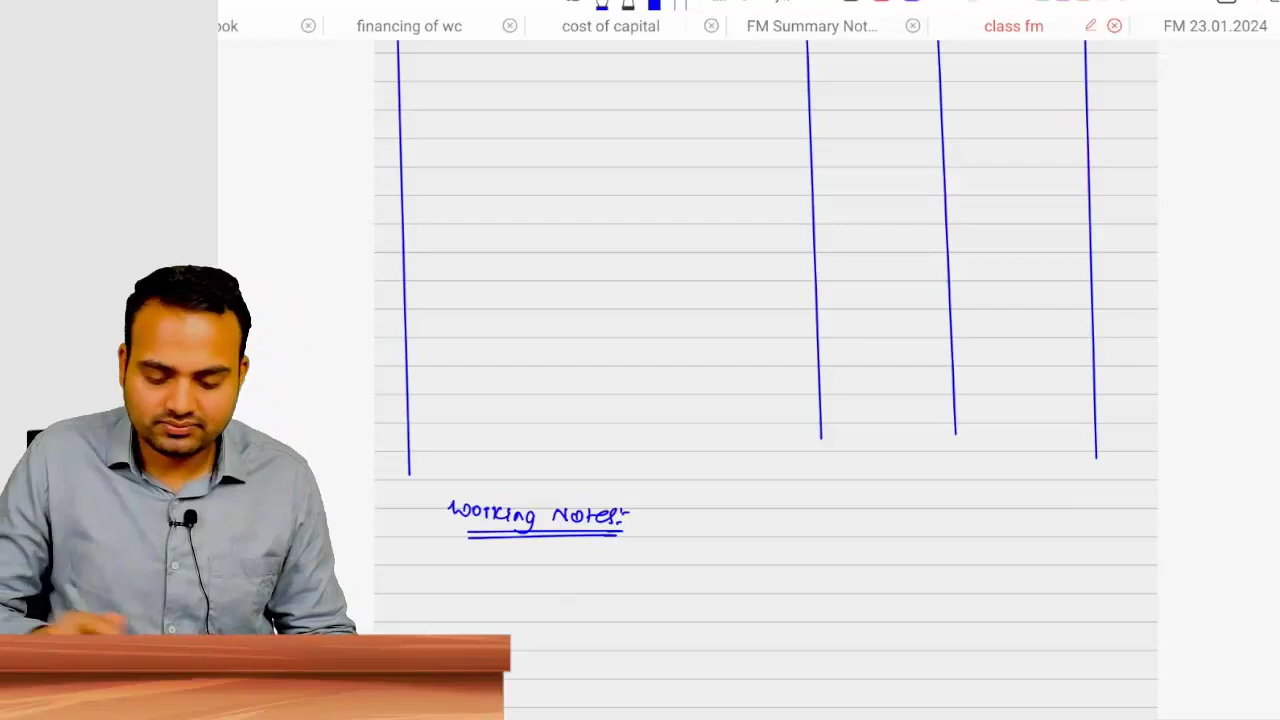 ook financing of wc cost of capital FM Summary Not... class fm FM 23.01.2024
Working Notes:-